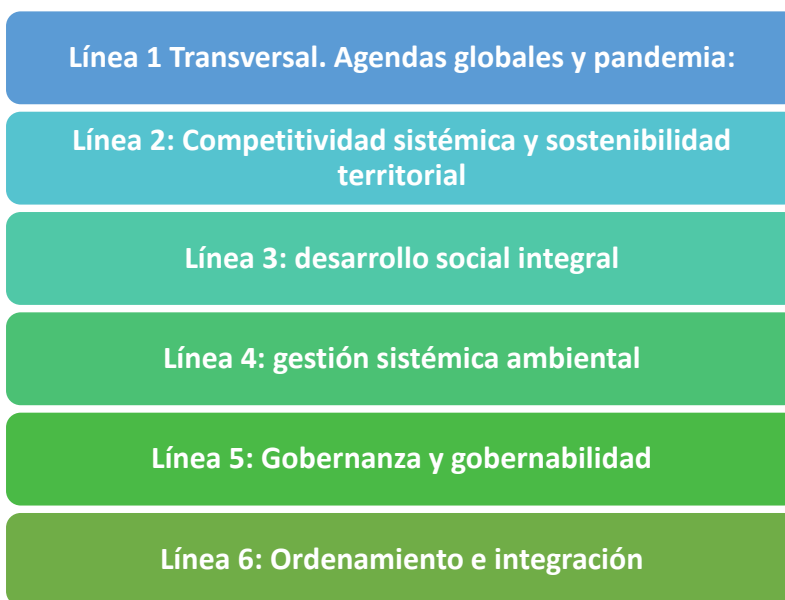 Línea 1 Transversal. Agendas globales y pandemia:
Línea 2: Competitividad sistémica y sostenibilidad
territorial
Línea 3: desarrollo social integral
Línea 4: gestión sistémica ambiental
Línea 5: Gobernanza y gobernabilidad
Línea 6: Ordenamiento e integración